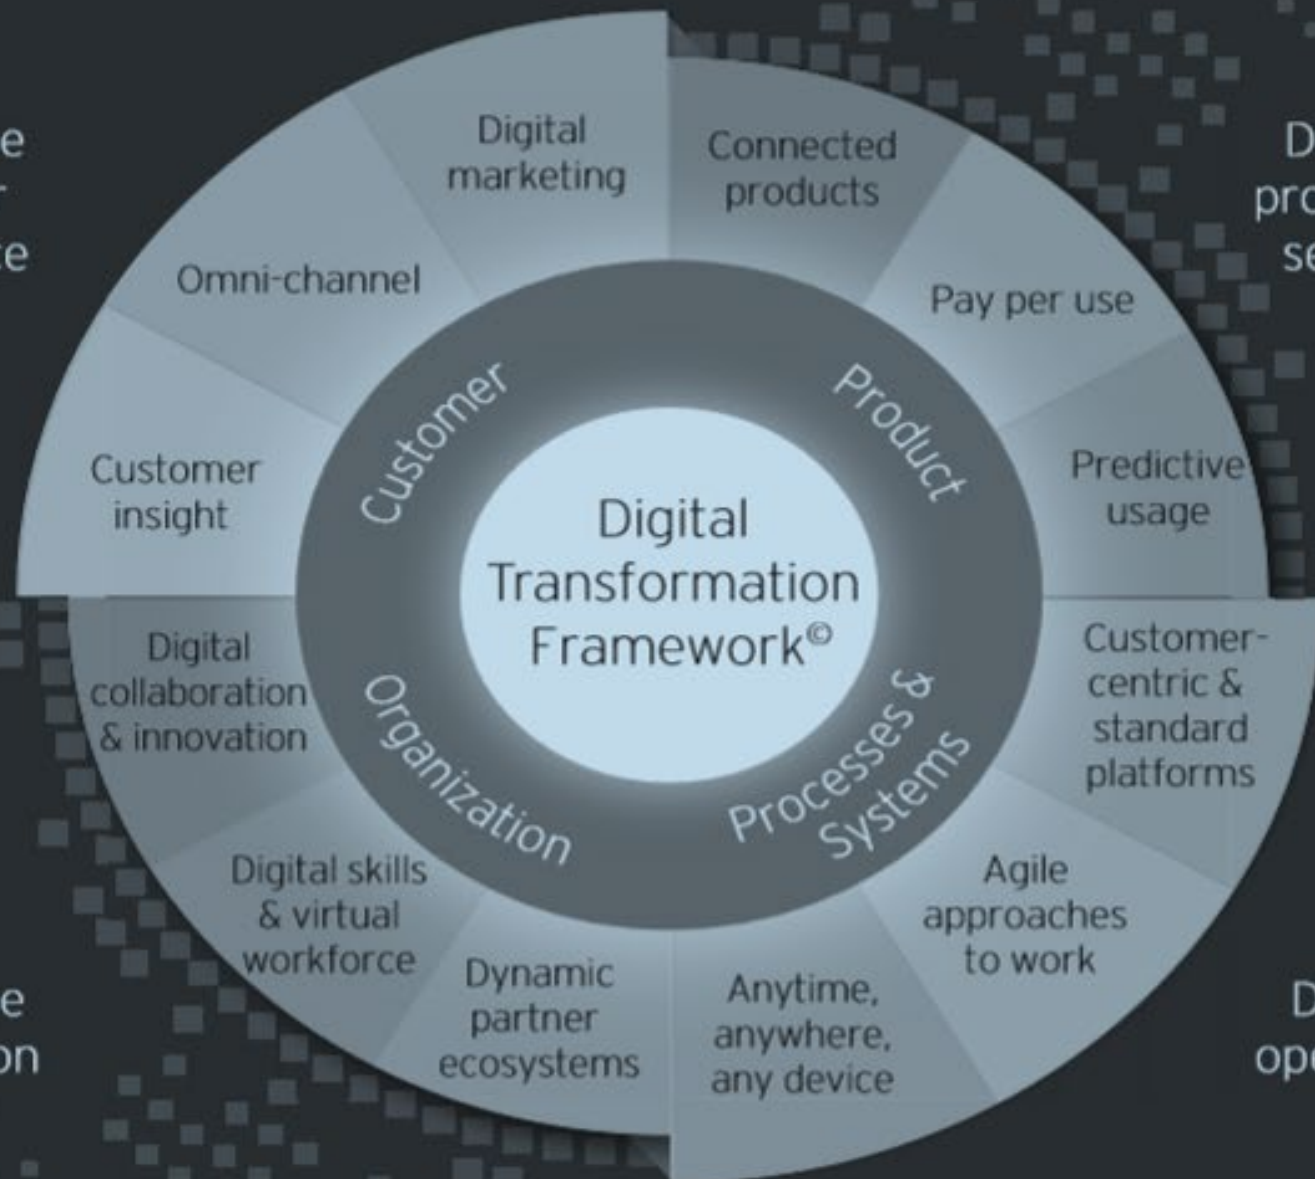 Digital
marketing
Connected
products
Omni-channel
Pay per use
Customer
insight
Predictive
usage
Customer
Product
Digital
Transformation
Framework©
Organization
Processes &
Systems
Digital
collaboration
& innovation
Customer-
centric &
standard
platforms
Digital skills
& virtual
workforce
Agile
approaches
to work
Dynamic
partner
ecosystems
Anytime,
anywhere,
any device